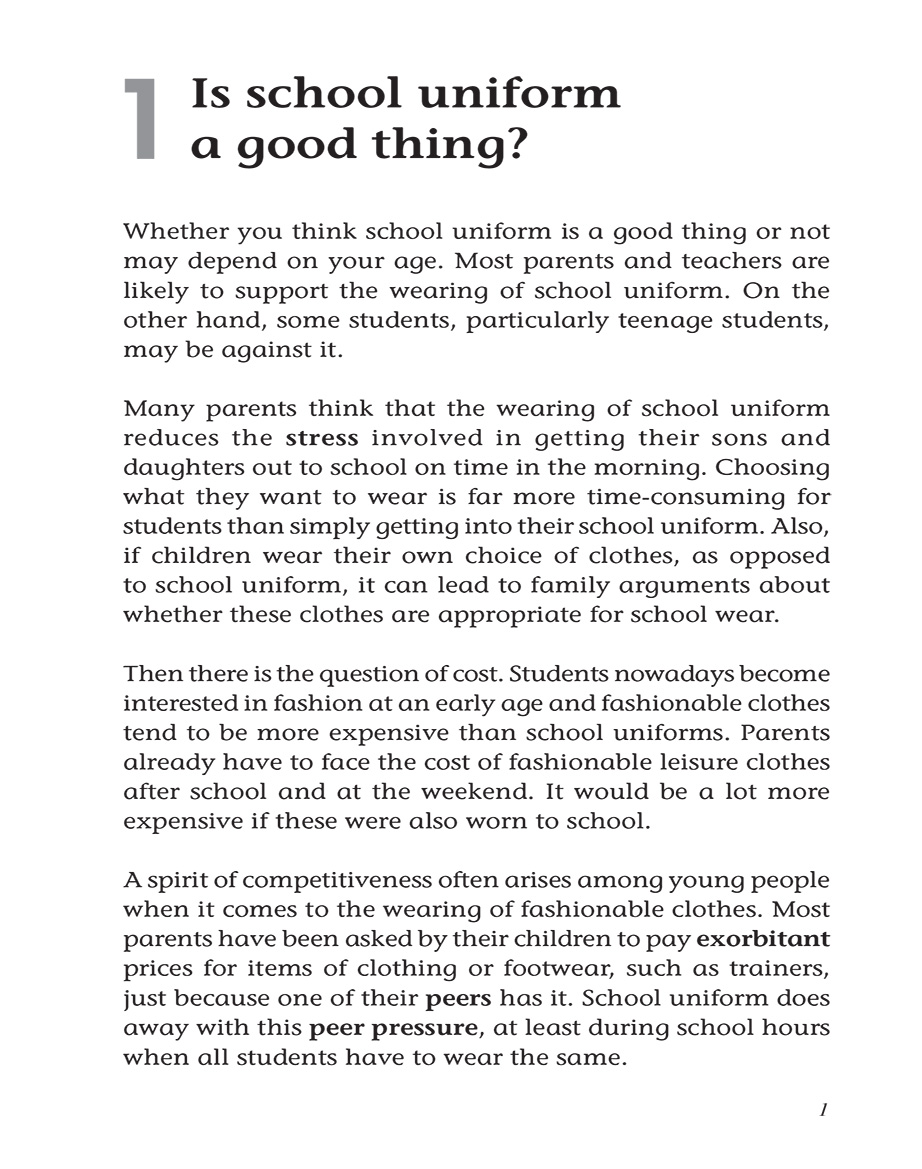 1
Is school uniform
a good thing?
Whether you think school uniform is a good thing or not
may depend on your age. Most parents and teachers are
likely to support the wearing of school uniform. On the
other hand, some students, particularly teenage students,
may be against it.
Many parents think that the wearing of school uniform
reduces the stress involved in getting their sons and
daughters out to school on time in the morning. Choosing
what they want to wear is far more time-consuming for
students than simply getting into their school uniform. Also,
if children wear their own choice of clothes, as opposed
to school uniform, it can lead to family arguments about
whether these clothes are appropriate for school wear.
Then there is the question of cost. Students nowadays become
interested in fashion at an early age and fashionable clothes
tend to be more expensive than school uniforms. Parents
already have to face the cost of fashionable leisure clothes
after school and at the weekend. It would be a lot more
expensive if these were also worn to school.
A spirit of competitiveness often arises among young people
when it comes to the wearing of fashionable clothes. Most
parents have been asked by their children to pay exorbitant
prices for items of clothing or footwear, such as trainers,
just because one of their peers has it. School uniform does
away with this peer pressure, at least during school hours
when all students have to wear the same.
1